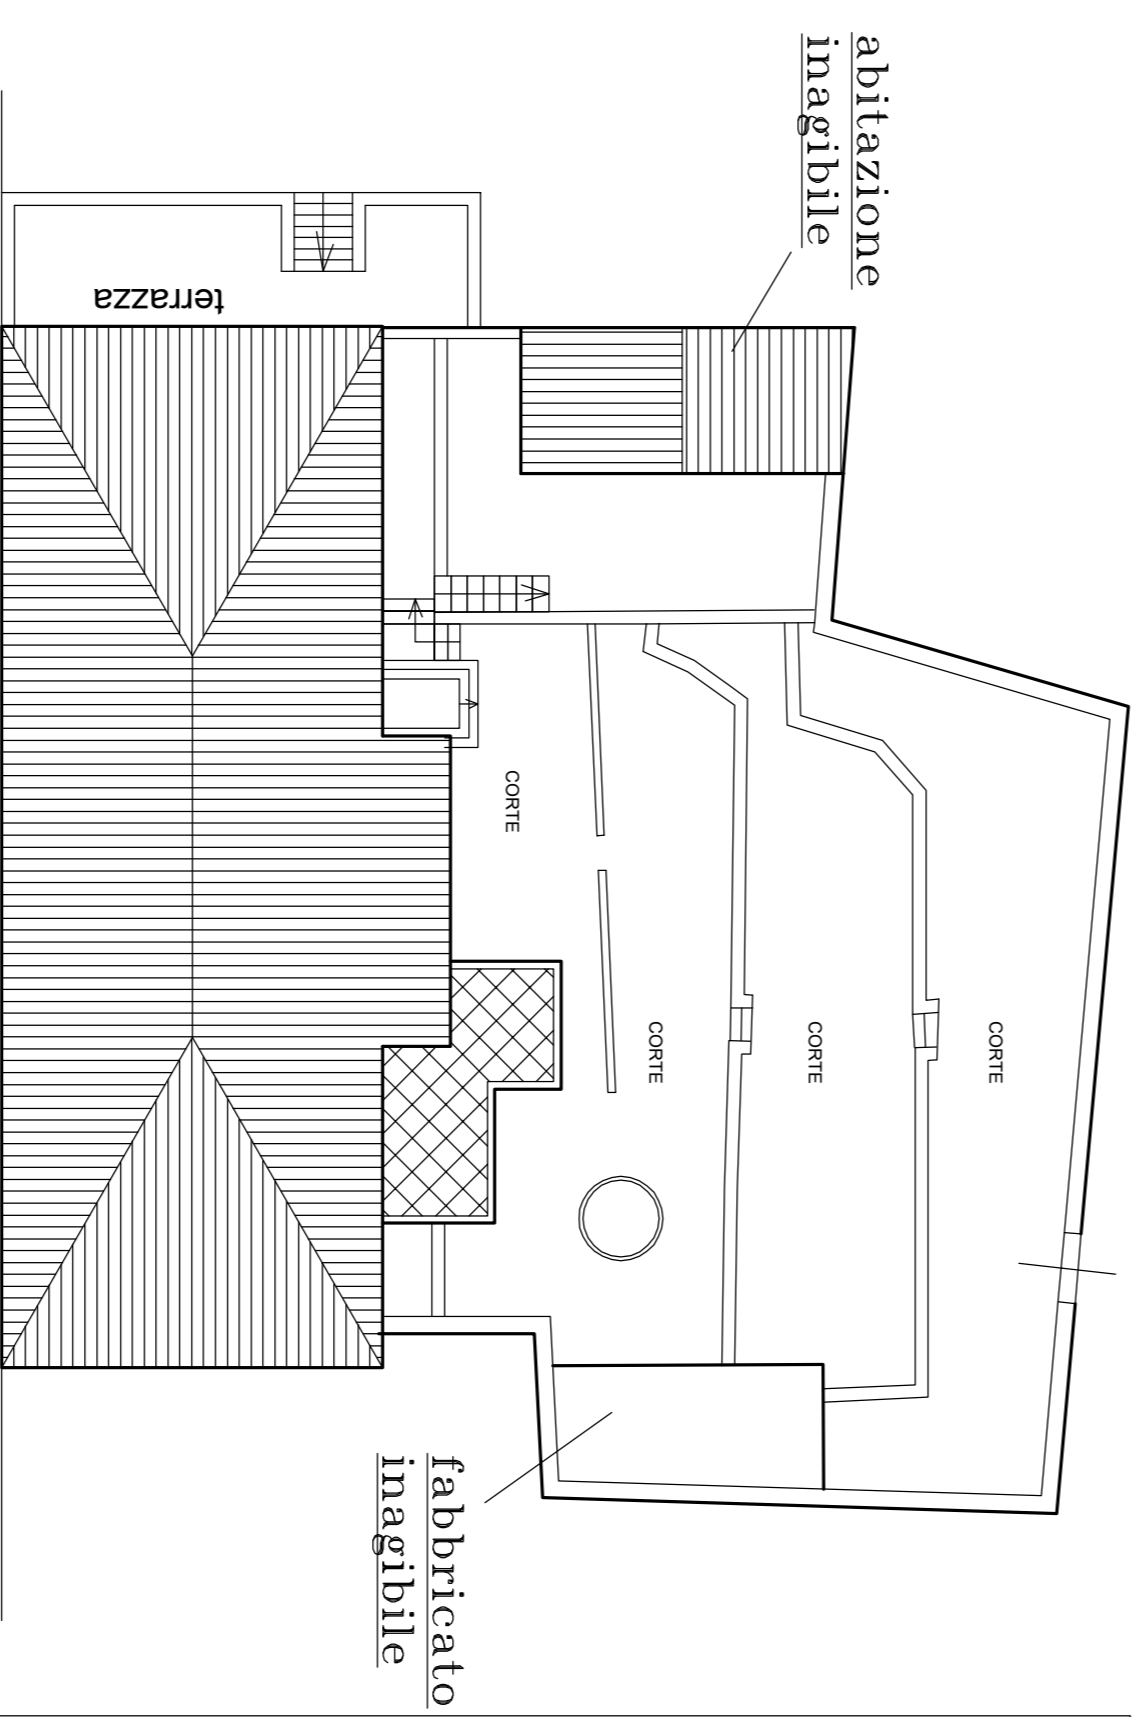 abitazione
inagibile
terrazza
CORTE
CORTE
CORTE
CORTE
fabbricato
inagibile